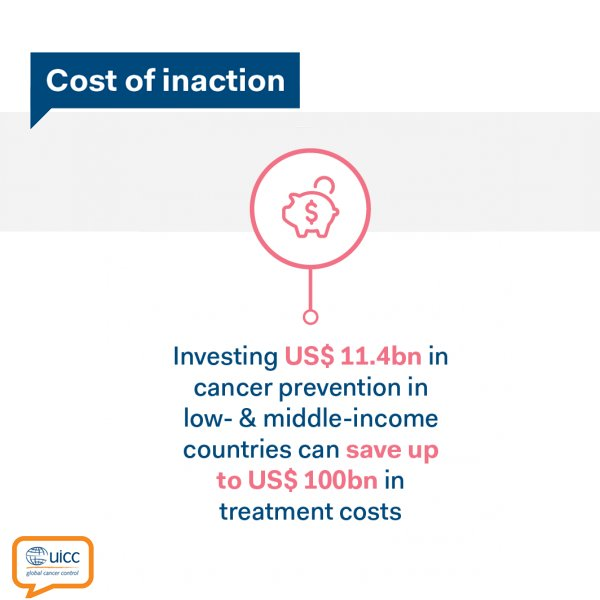 Cost of inaction
$
Investing US$ 11.4bn in
cancer prevention in
low- & middle-income
countries can save up
to US$ 100bn in
treatment costs
uicc
global cancer control